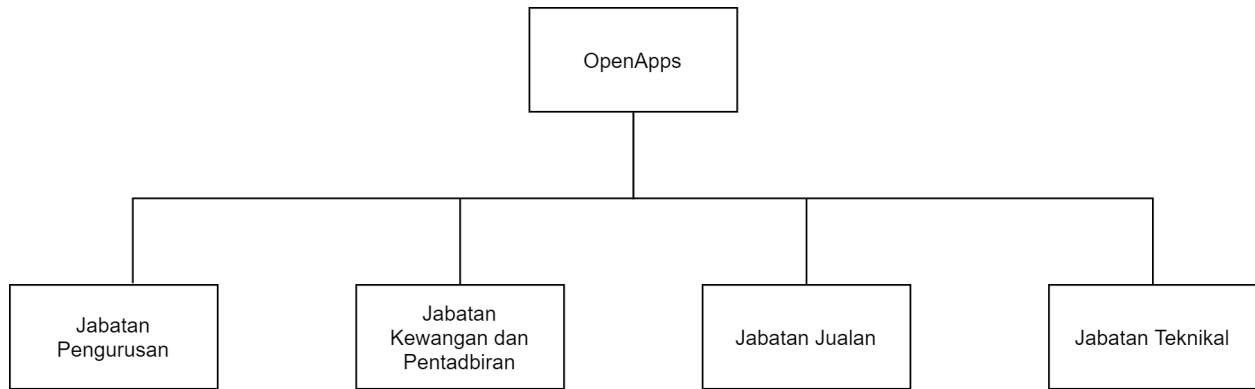 OpenApps
Jabatan
Pengurusan
Jabatan
Kewangan dan
Pentadbiran
Jabatan Jualan
Jabatan Teknikal